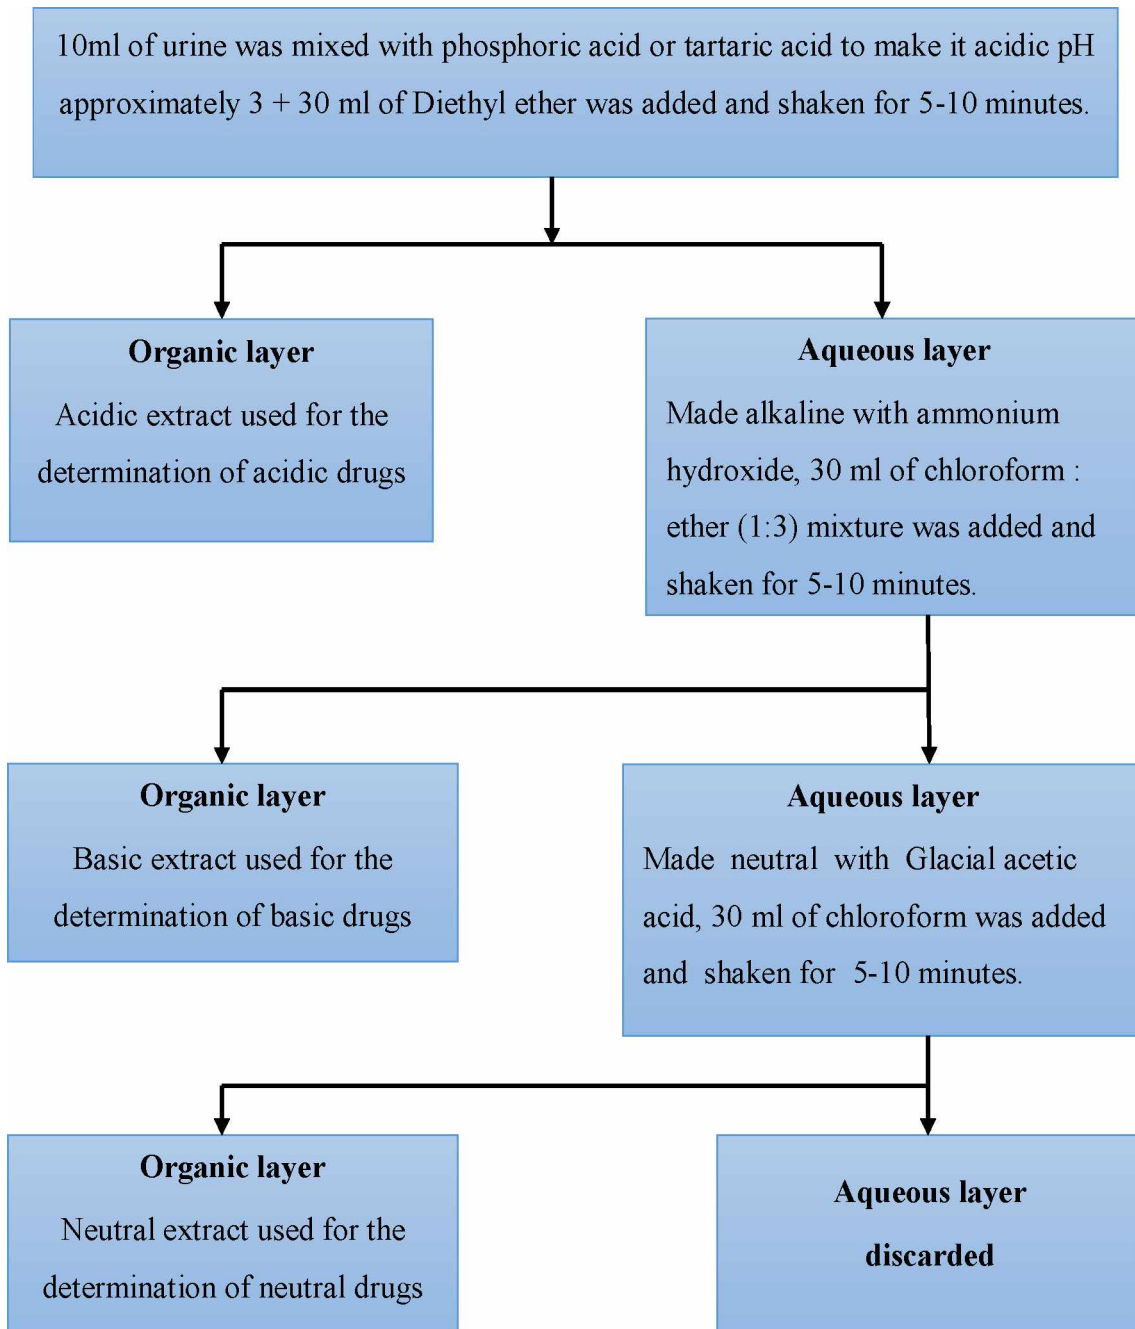 10ml of urine was mixed with phosphoric acid or tartaric acid to make it acidic pH
approximately 3 + 30 ml of Diethyl ether was added and shaken for 5-10 minutes.
Organic layer
Acidic extract used for the
determination of acidic drugs
Aqueous layer
Made alkaline with ammonium
hydroxide, 30 ml of chloroform :
ether (1:3) mixture was added and
shaken for 5-10 minutes.
Organic layer
Basic extract used for the
determination of basic drugs
Aqueous layer
Made neutral with Glacial acetic
acid, 30 ml of chloroform was added
and shaken for 5-10 minutes.
Organic layer
Neutral extract used for the
determination of neutral drugs
Aqueous layer
discarded